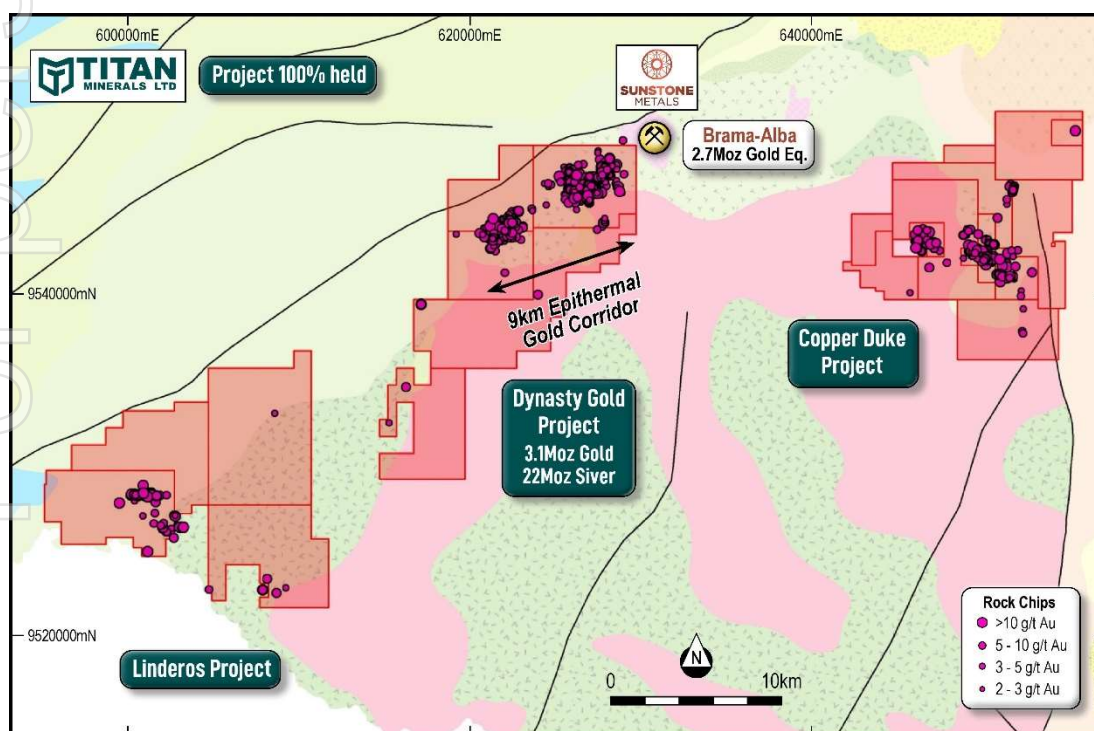 600000mE
620000mE
640000mE
TITAN
MINERALS LTD
Project 100% held
SUNSTONE
METALS
Brama-Alba
2.7Moz Gold Eq.
9540000mN
9km Epithermal
Gold Corridor
Copper Duke
Project
Dynasty Gold
Project
3.1Moz Gold
22Moz Siver
Rock Chips
>10 g/t Au
5 - 10 g/t Au
3 - 5 g/t Au
2 - 3 g/t Au
9520000mN
Linderos Project
N
0
10km